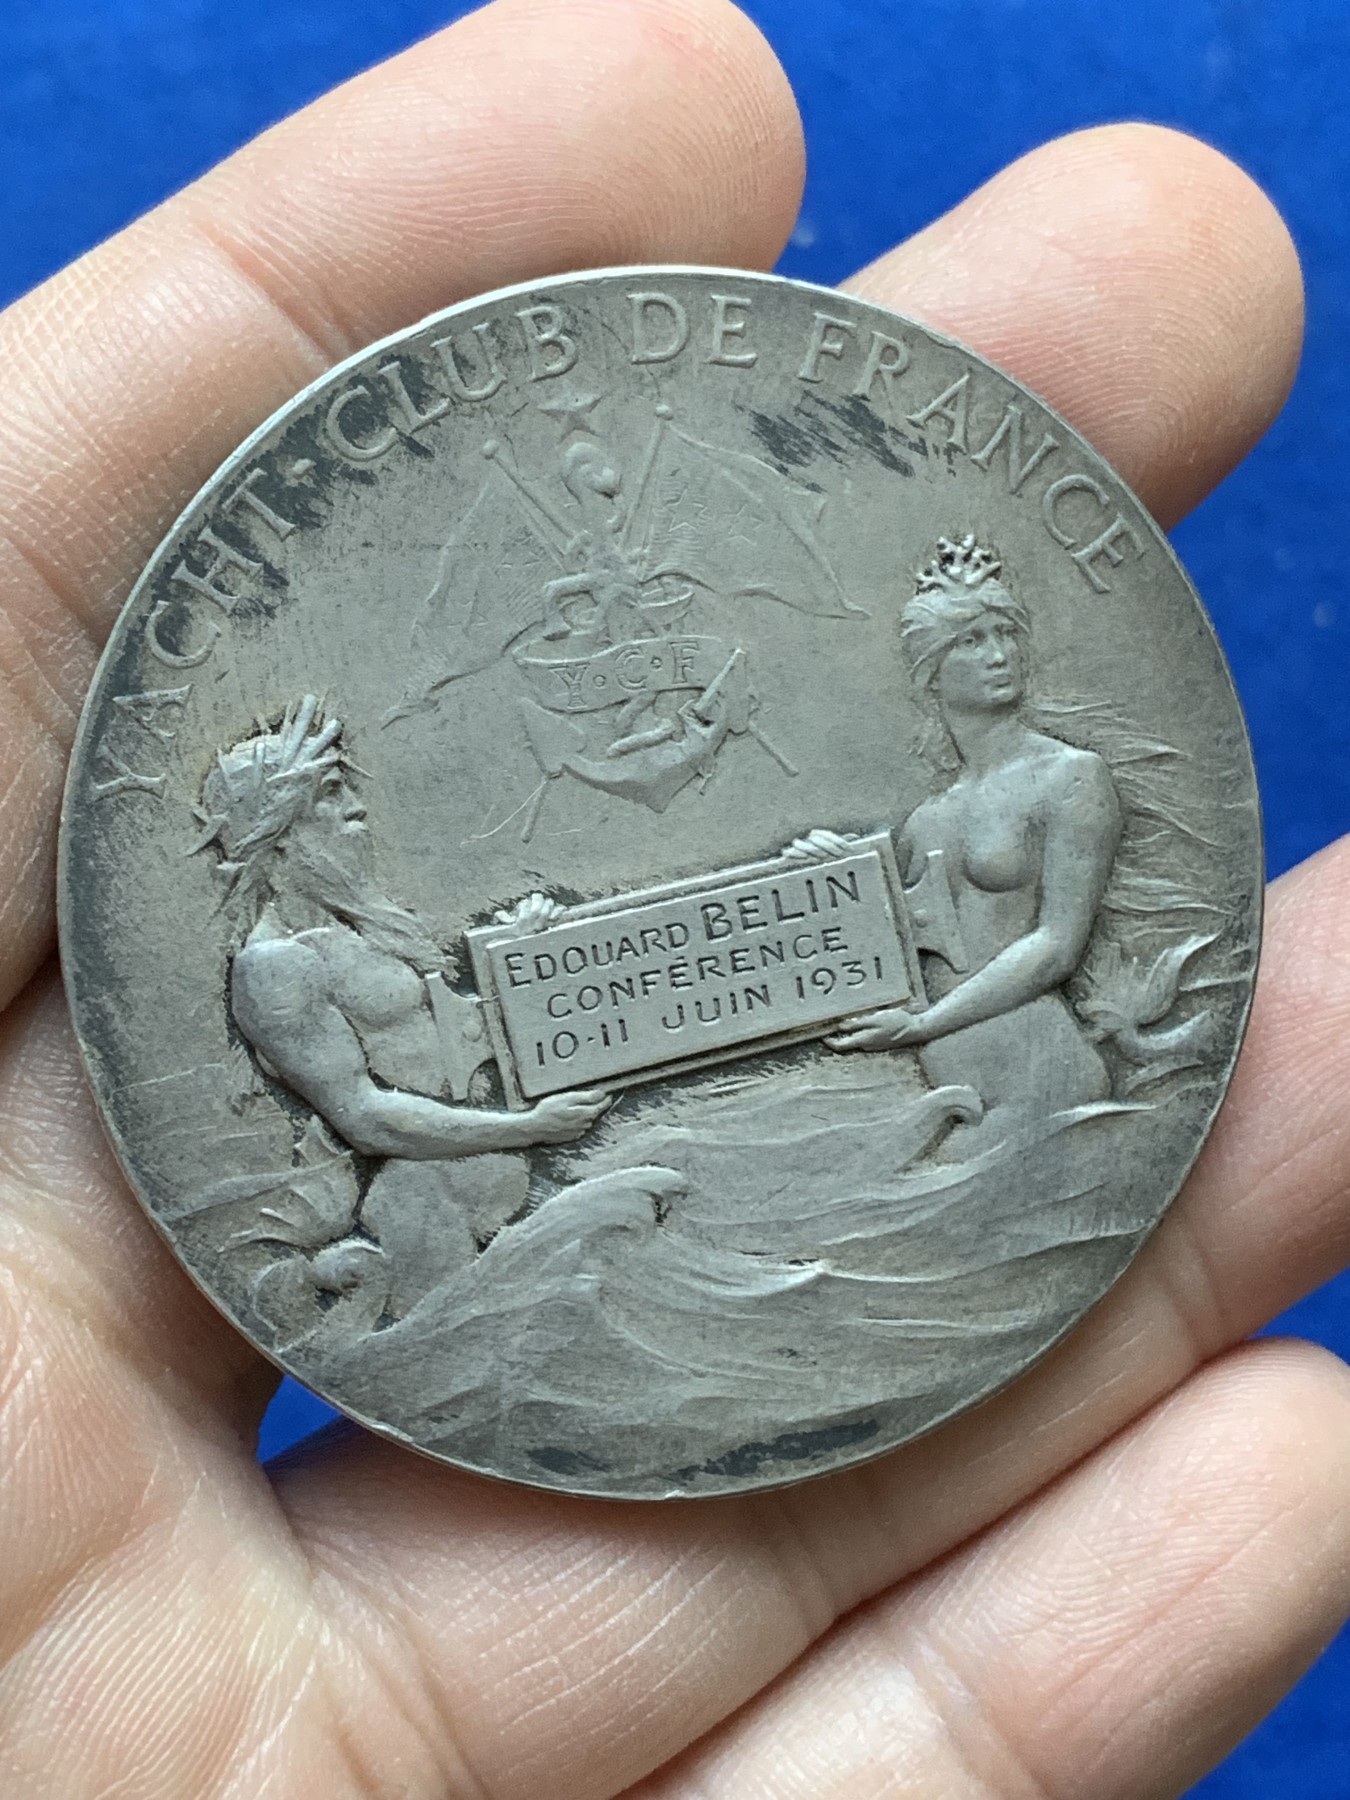 YACHT·CLUB DE FRANCE
Y·C·F
EDOUARD BELIN
CONFÉRENCE
10-11 JUIN 1931